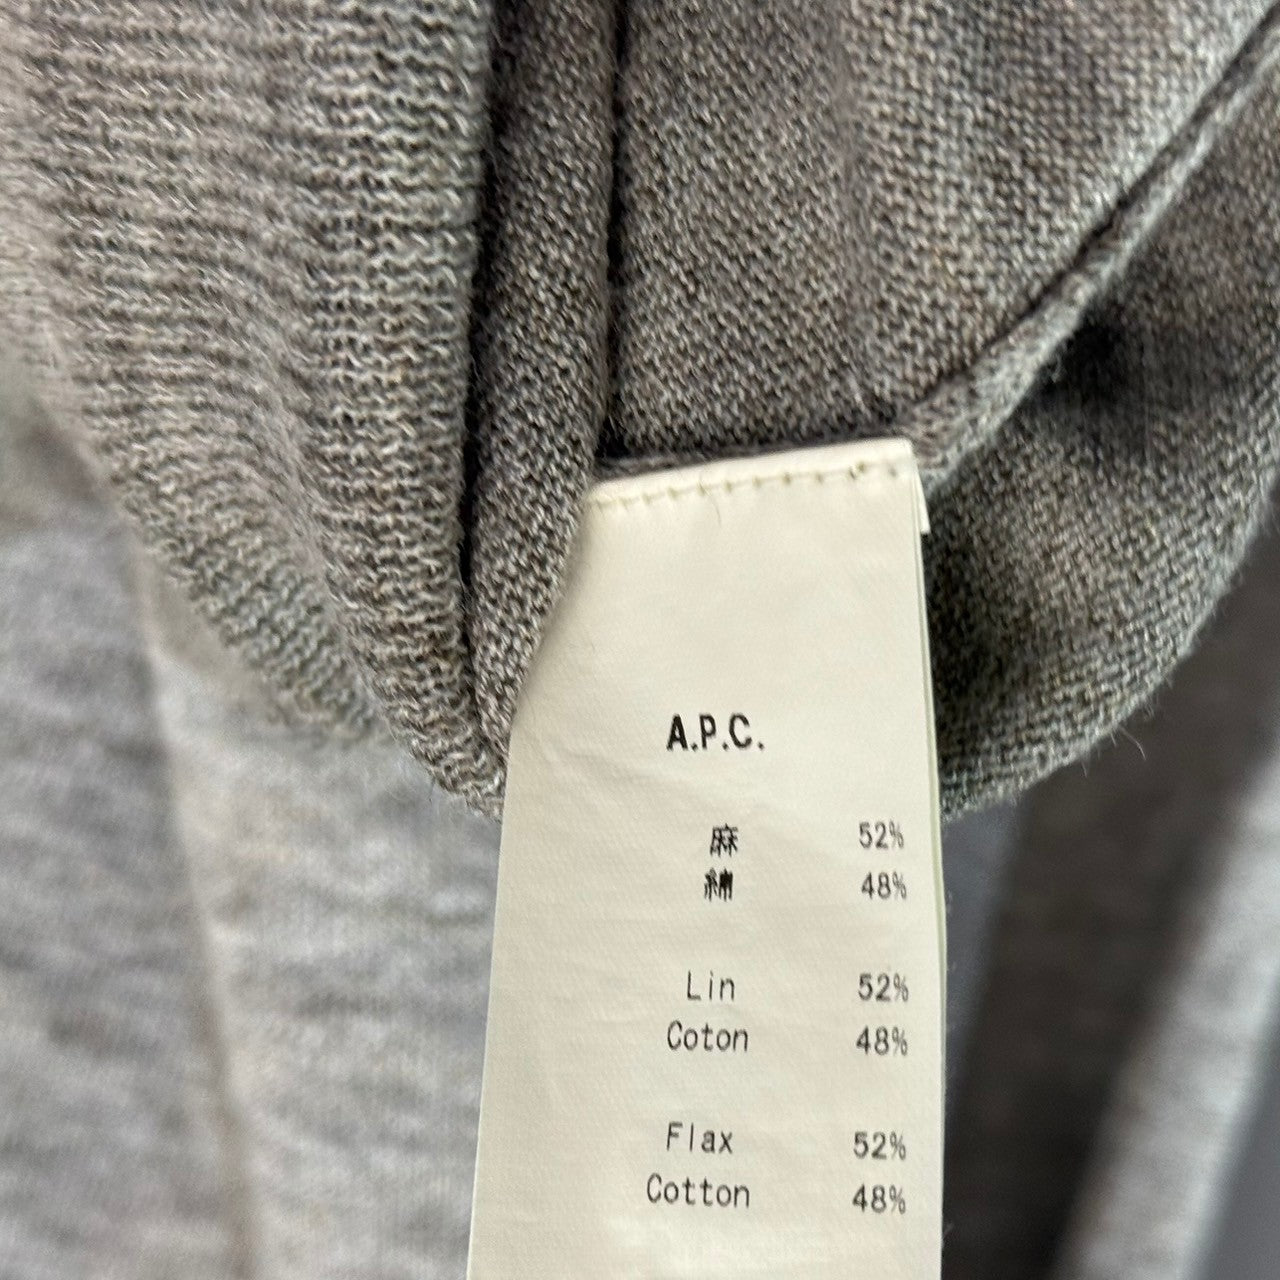 A.P.C.
麻 52%
綿 48%
Lin 52%
Coton 48%
Flax 52%
Cotton 48%